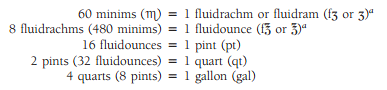 60 minims (♏) = 1 fluidrachm or fluidram (fʒ or ʒ)ᵃ
8 fluidrachms (480 minims) = 1 fluidounce (f℥ or ℥)ᵃ
16 fluidounces = 1 pint (pt)
2 pints (32 fluidounces) = 1 quart (qt)
4 quarts (8 pints) = 1 gallon (gal)